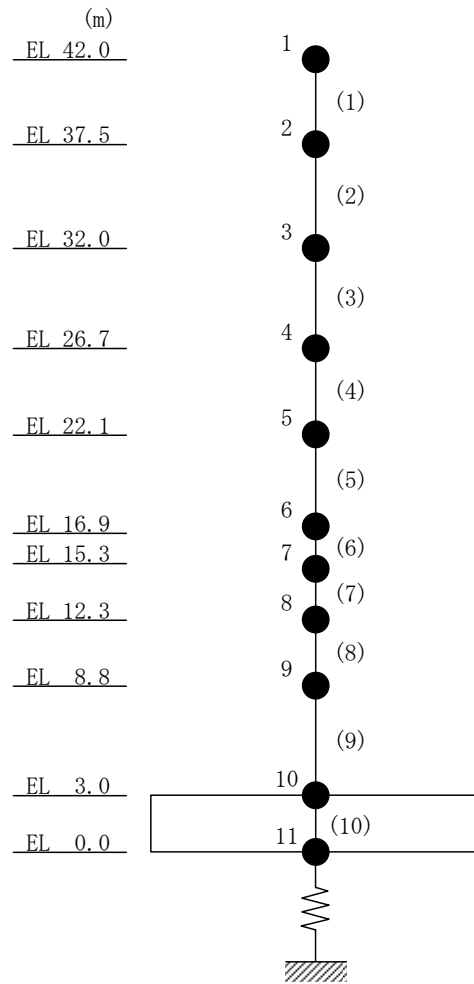 (m)
EL 42.0 1
(1)
EL 37.5 2
(2)
EL 32.0 3
(3)
EL 26.7 4
(4)
EL 22.1 5
(5)
EL 16.9 6
(6)
EL 15.3 7
(7)
EL 12.3 8
(8)
EL 8.8 9
(9)
EL 3.0 10
(10)
EL 0.0 11